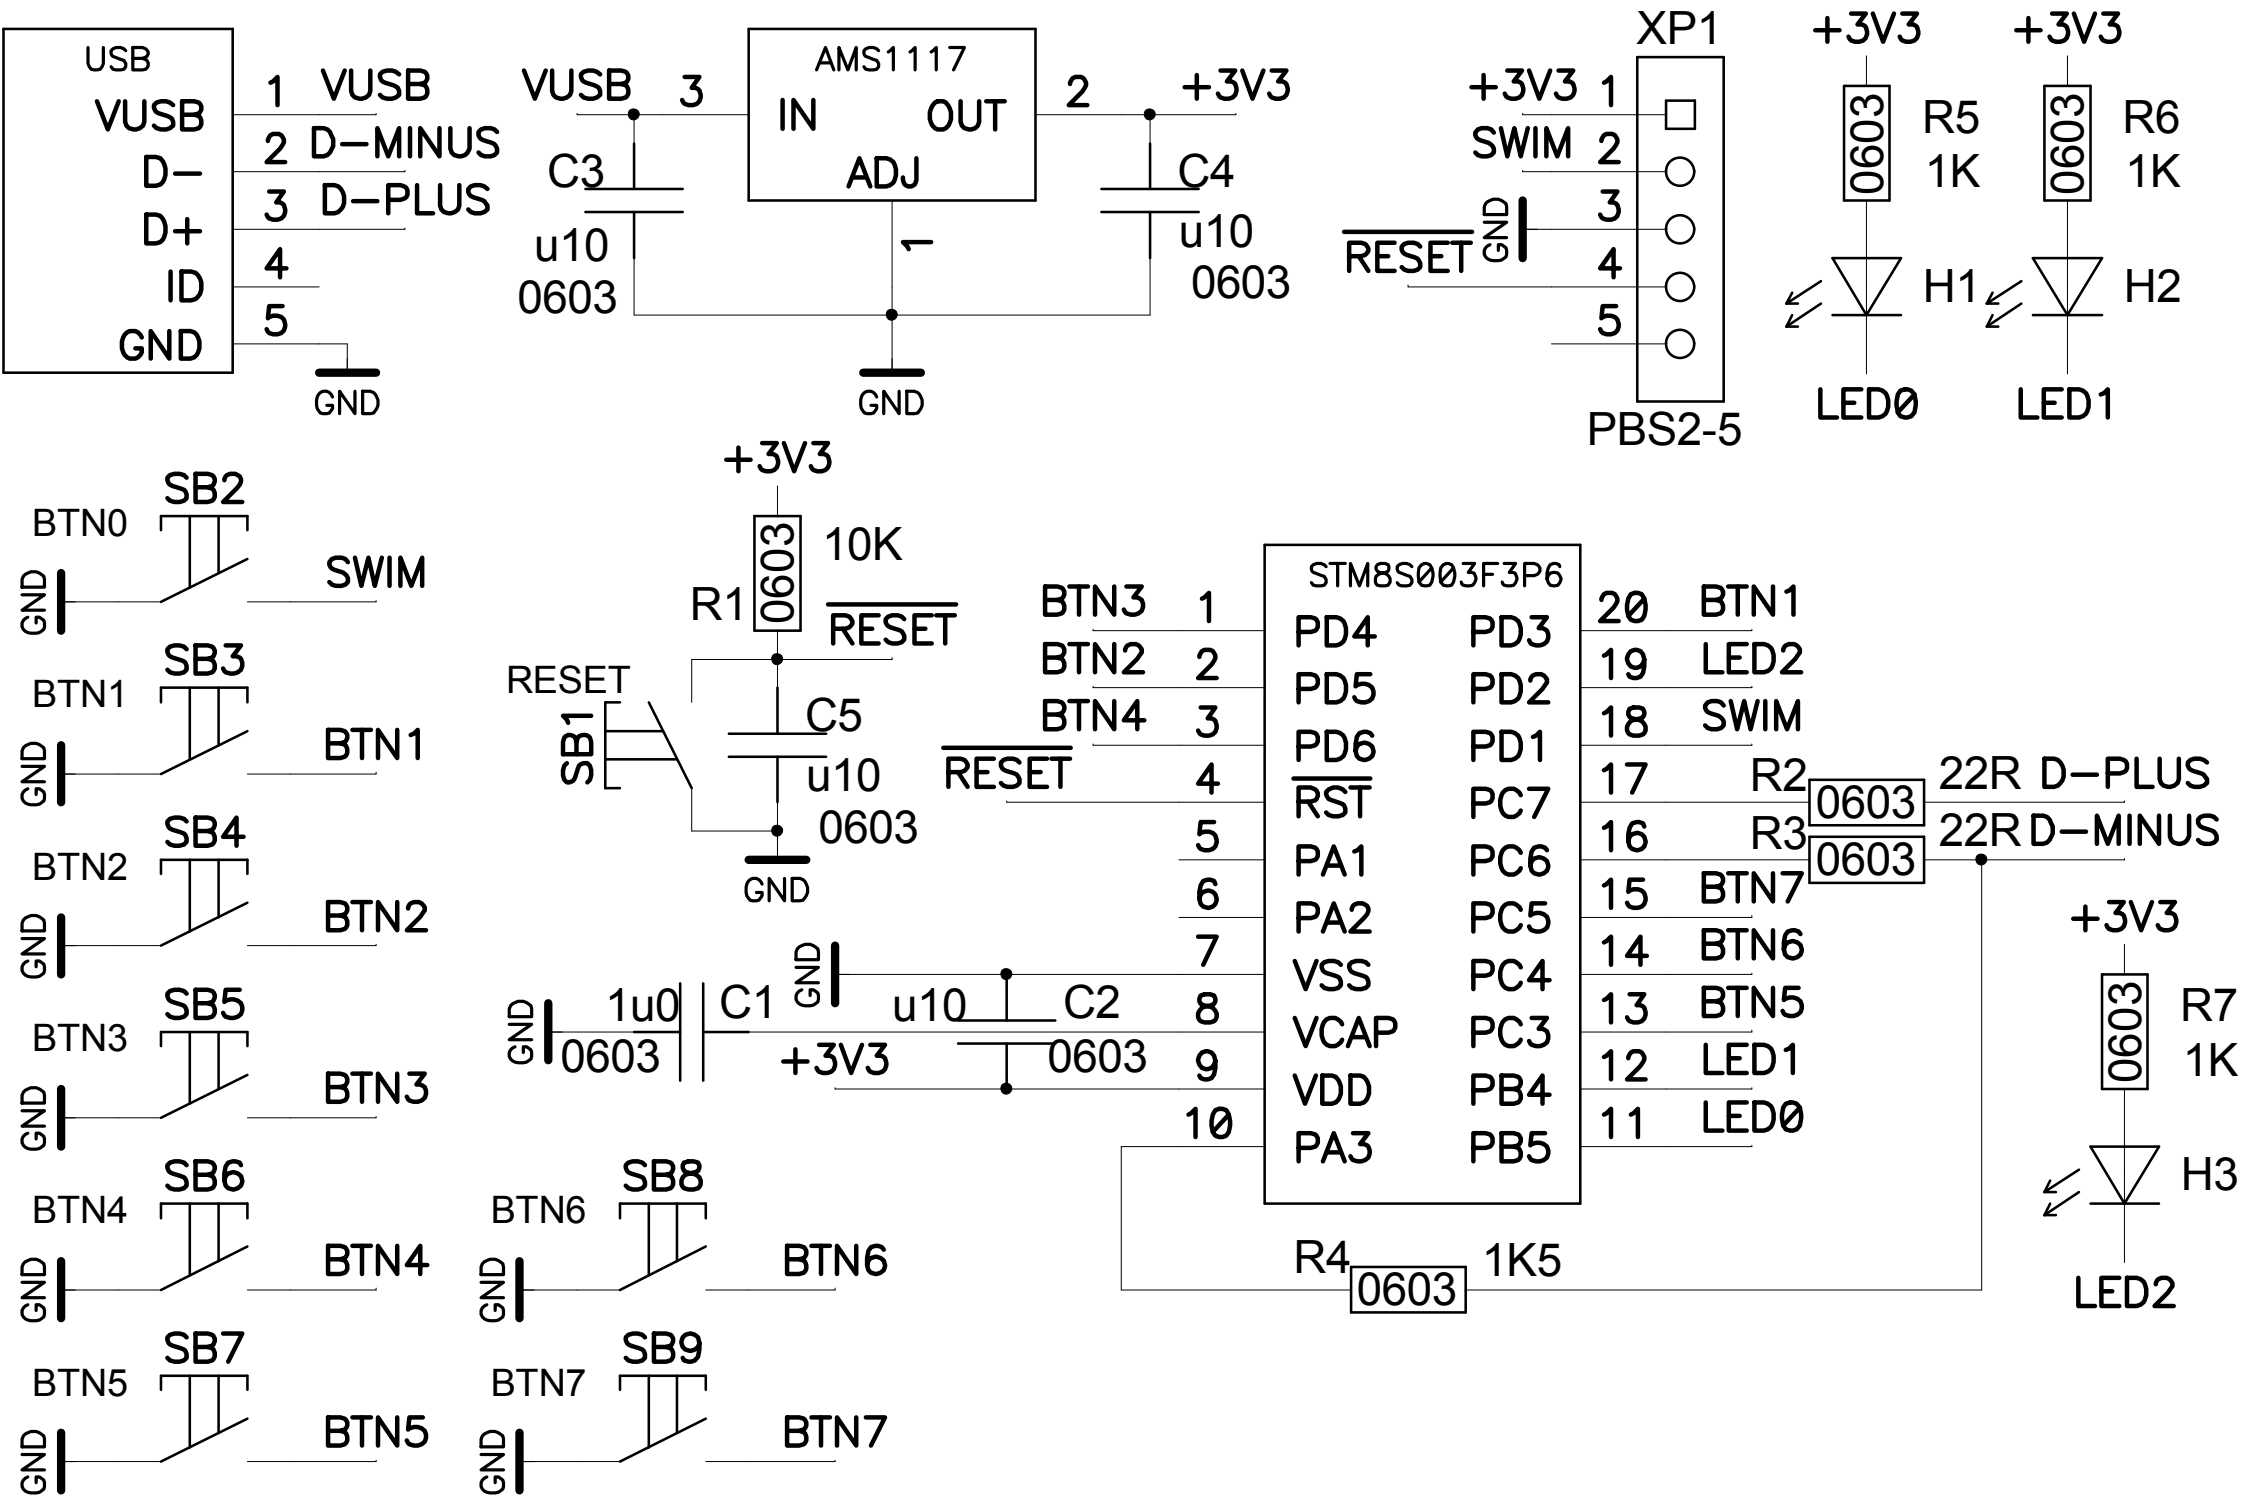 USB
VUSB 1 VUSB
D- 2 D-MINUS
D+ 3 D-PLUS
ID 4
GND 5
GND
VUSB 3 AMS1117 2 +3V3
IN OUT
ADJ
1
C3
u10
0603
C4
u10
0603
GND
XP1
+3V3 1
SWIM 2
GND 3
RESET 4
5
PBS2-5
+3V3
0603 R5
1K
H1
LED0
+3V3
0603 R6
1K
H2
LED1
SB2
BTN0
GND SWIM
SB3
BTN1
GND BTN1
SB4
BTN2
GND BTN2
SB5
BTN3
GND BTN3
SB6
BTN4
GND BTN4
SB7
BTN5
GND BTN5
SB8
BTN6
GND BTN6
SB9
BTN7
GND BTN7
+3V3
R1 0603 10K
RESET
RESET
SB1
C5
u10
0603
GND
STM8S003F3P6
BTN3 1 PD4 PD3 20 BTN1
BTN2 2 PD5 PD2 19 LED2
BTN4 3 PD6 PD1 18 SWIM
RESET 4 RST PC7 17 R2 0603 22R D-PLUS
5 PA1 PC6 16 R3 0603 22R D-MINUS
6 PA2 PC5 15 BTN7
GND 7 VSS PC4 14 BTN6
GND 1u0 0603 C1 8 VCAP PC3 13 BTN5
u10 C2 0603
+3V3 9 VDD PB4 12 LED1
10 PA3 PB5 11 LED0
R4 0603 1K5
+3V3
0603 R7
1K
H3
LED2